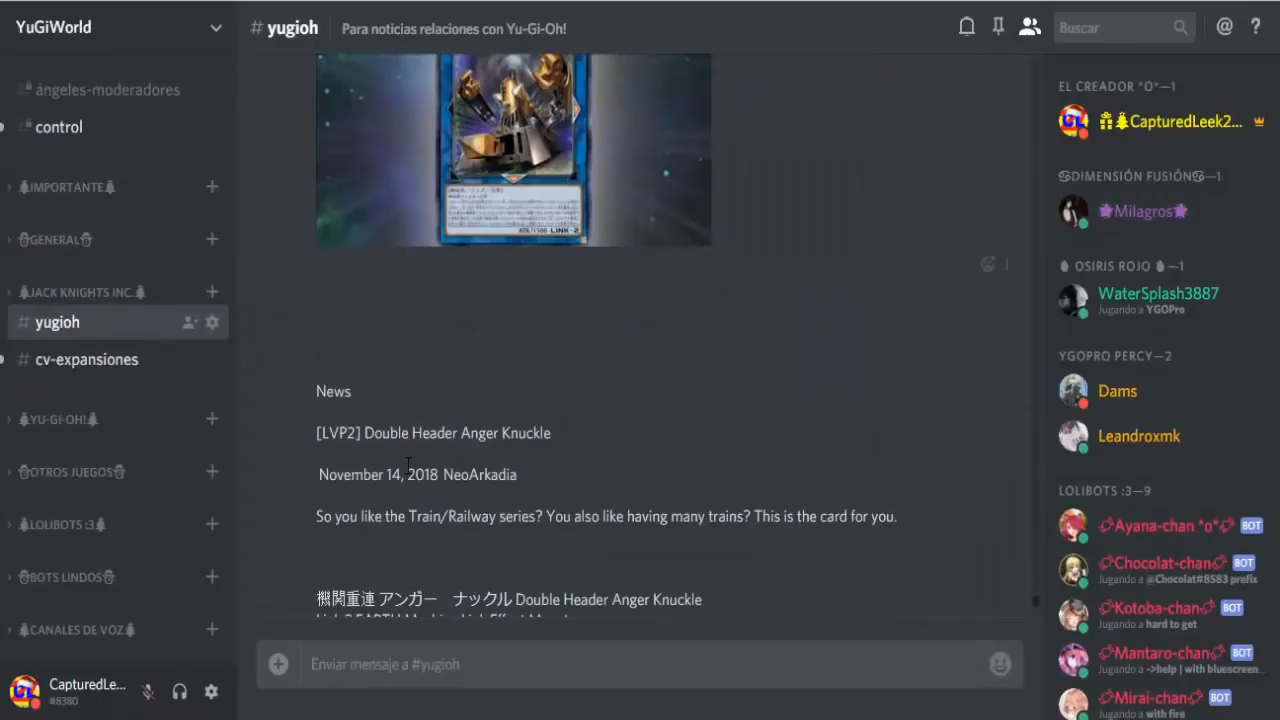 YuGiWorld
ángeles-moderadores
control
IMPORTANTE
GENERAL
JACK KNIGHTS INC.
# yugioh
# cv-expansiones
YU-GI-OH!
OTROS JUEGOS
LOLIBOTS :3
BOTS LINDOS
CANALES DE VOZ
CapturedLe...
#8380
# yugioh
Para noticias relaciones con Yu-Gi-Oh!
Buscar
LINK-2
News
[LVP2] Double Header Anger Knuckle
November 14, 2018 NeoArkadia
So you like the Train/Railway series? You also like having many trains? This is the card for you.
機関重連 アンガー ナックル Double Header Anger Knuckle
Enviar mensaje a #yugioh
EL CREADOR *O*—1
CapturedLeek2...
DIMENSIÓN FUSIÓN—1
Milagros
OSIRIS ROJO—1
WaterSplash3887
Jugando a YGOPro
YGOPRO PERCY—2
Dams
Leandroxmk
LOLIBOTS :3—9
Ayana-chan *o* BOT
Chocolat-chan BOT
Jugando a @Chocolat#8583 prefix
Kotoba-chan BOT
Jugando a hard to get
Mantaro-chan BOT
Jugando a ->help | with bluescreen...
Mirai-chan BOT
Jugando a with fire